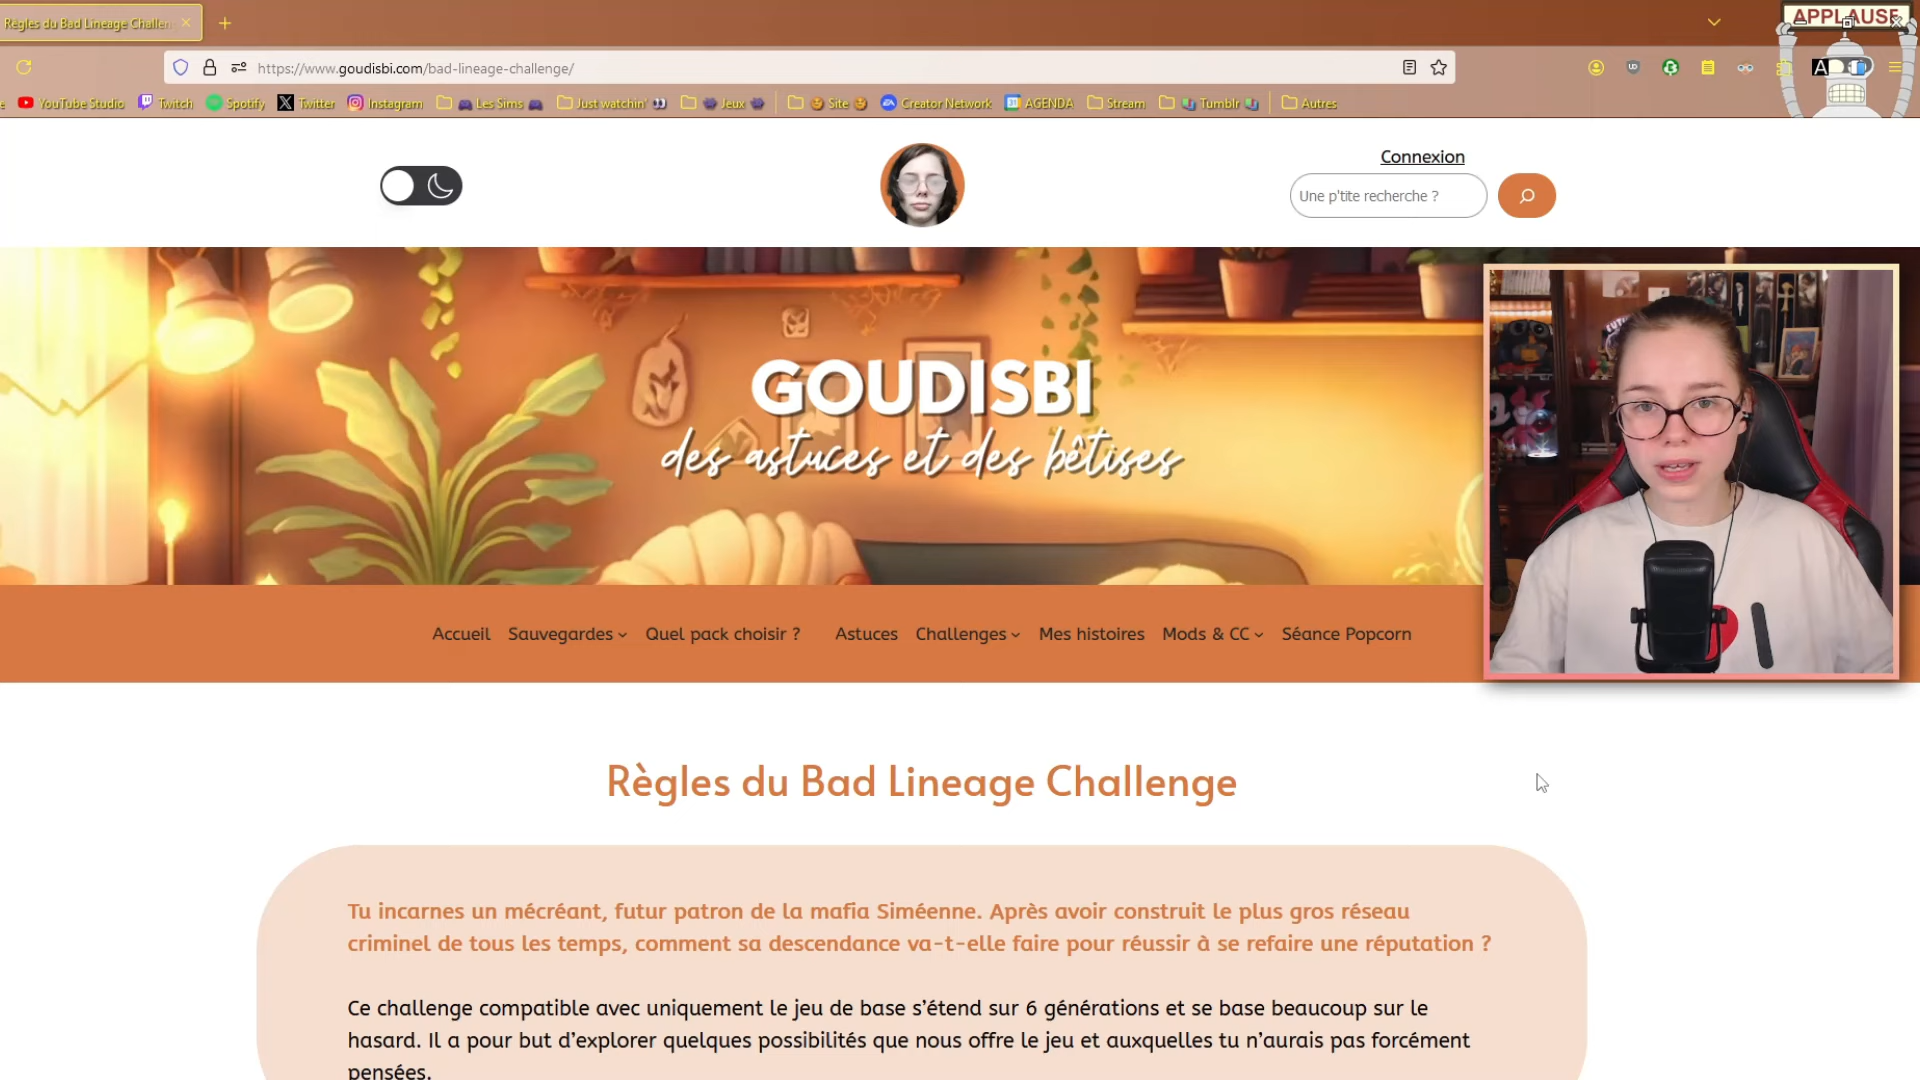 Règles du Bad Lineage Challen
APPLAUSE
https://www.goudisbi.com/bad-lineage-challenge/
YouTube Studio Twitch Spotify Twitter Instagram Les Sims Just watchin' Jeux Site Creator Network AGENDA Stream Tumblr Autres
Connexion
Une p'tite recherche ?
GOUDISBI
des astuces et des bêtises
Accueil Sauvegardes Quel pack choisir ? Astuces Challenges Mes histoires Mods & CC Séance Popcorn
Règles du Bad Lineage Challenge
Tu incarnes un mécréant, futur patron de la mafia Siméenne. Après avoir construit le plus gros réseau
criminel de tous les temps, comment sa descendance va-t-elle faire pour réussir à se refaire une réputation ?
Ce challenge compatible avec uniquement le jeu de base s'étend sur 6 générations et se base beaucoup sur le
hasard. Il a pour but d'explorer quelques possibilités que nous offre le jeu et auxquelles tu n'aurais pas forcément
pensées.